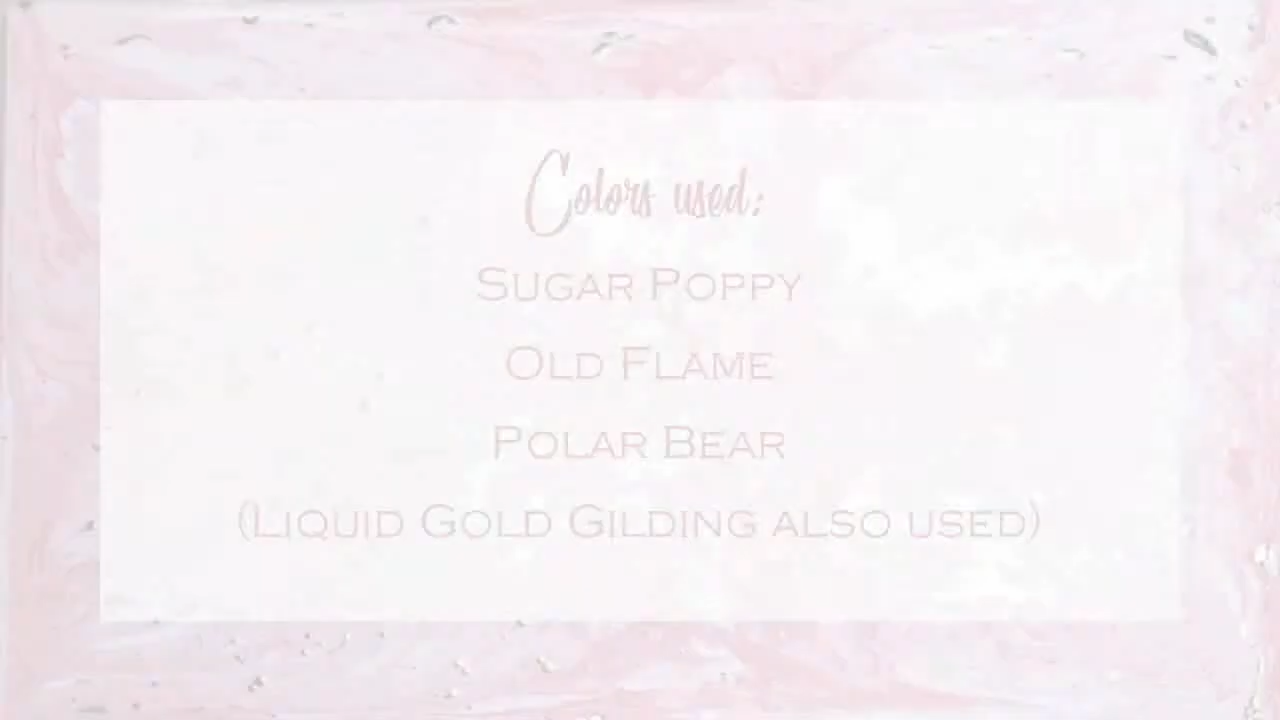 Colors used:
Sugar Poppy
Old Flame
Polar Bear
(Liquid Gold Gilding also used)